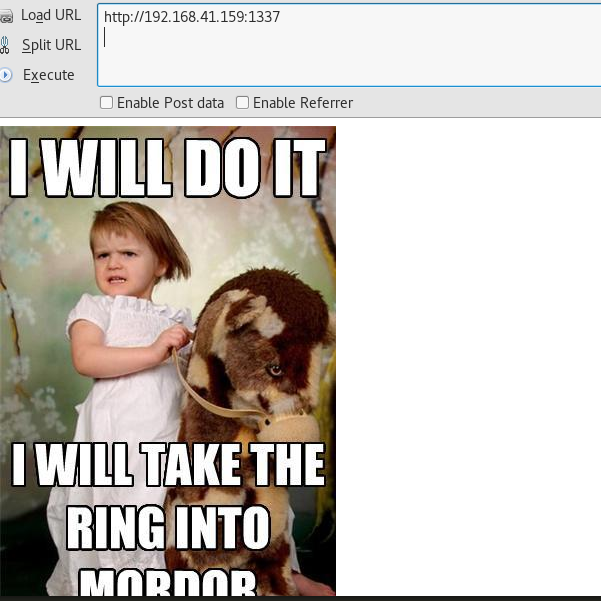 Load URL
http://192.168.41.159:1337
Split URL
Execute
Enable Post data Enable Referrer
I WILL DO IT
I WILL TAKE THE
RING INTO
MORDOR